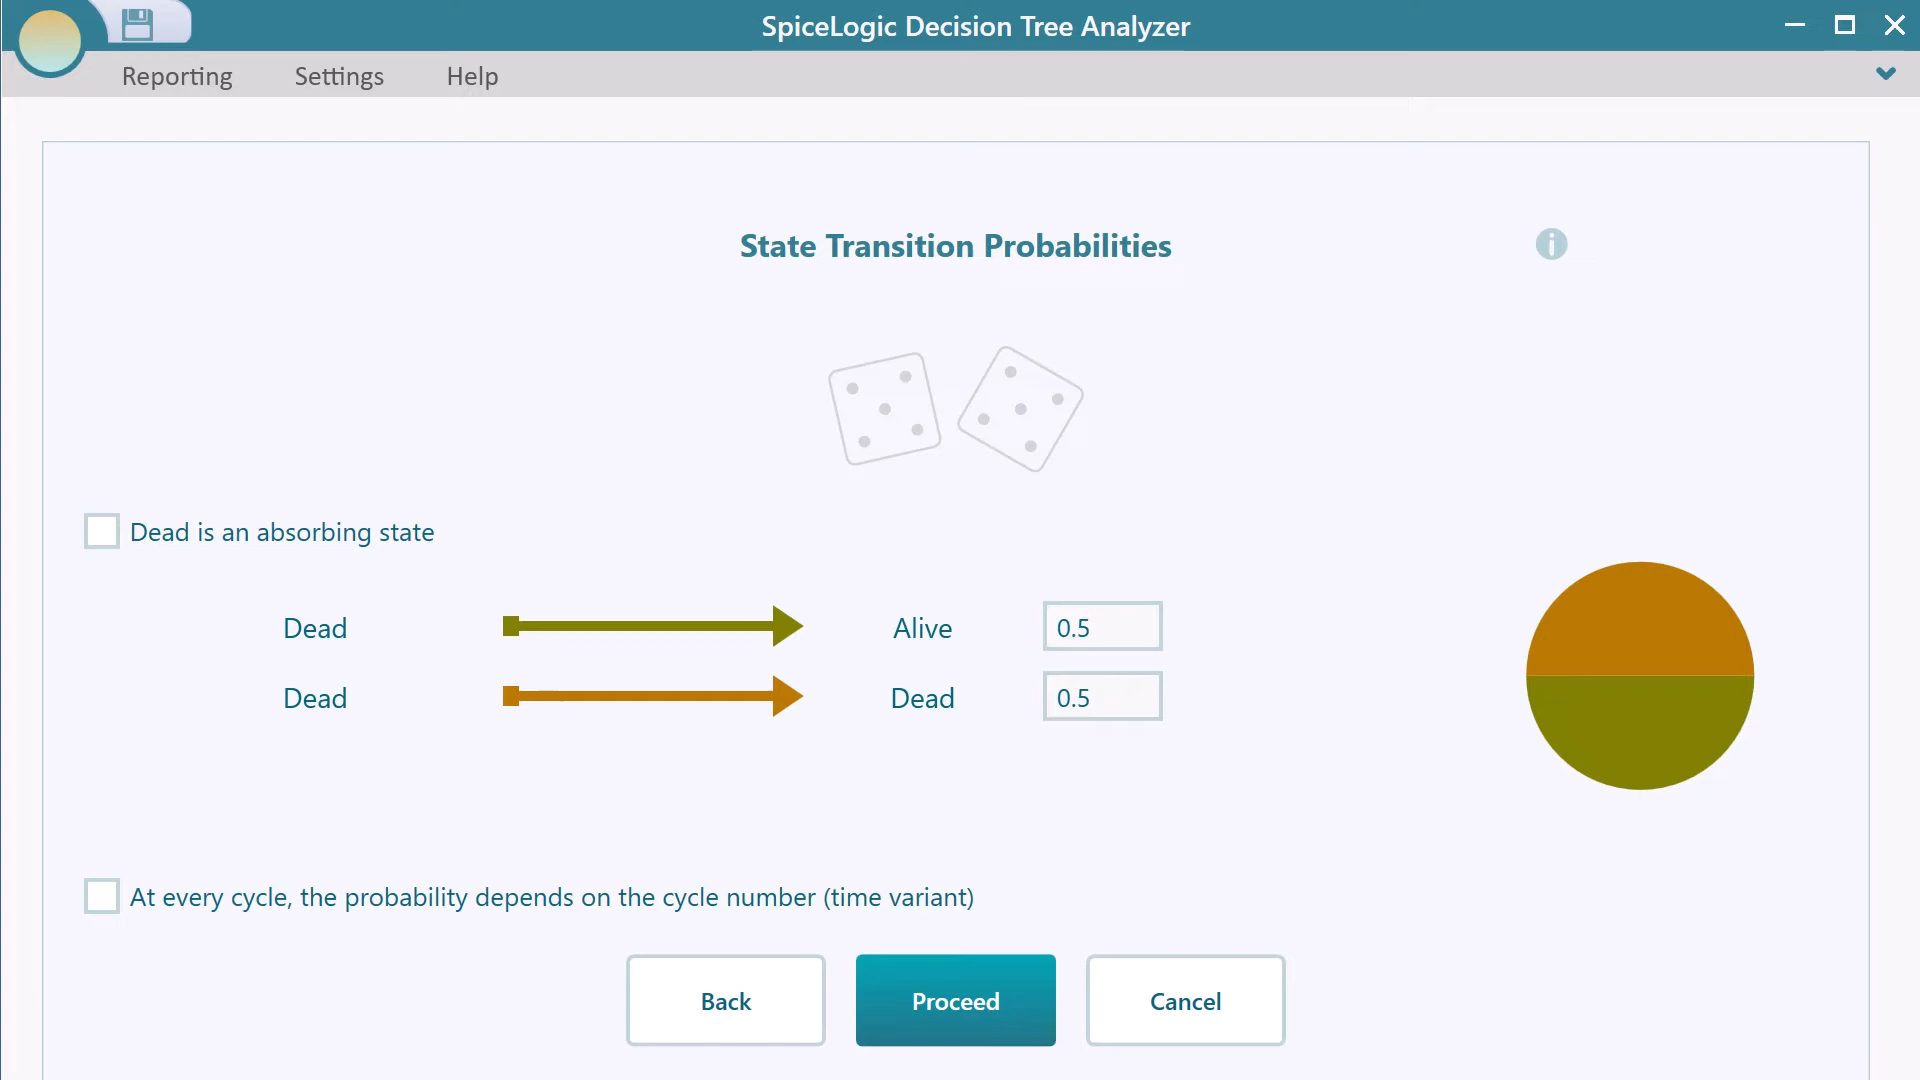 SpiceLogic Decision Tree Analyzer
Reporting Settings Help
State Transition Probabilities
Dead is an absorbing state
Dead Alive 0.5
Dead Dead 0.5
At every cycle, the probability depends on the cycle number (time variant)
Back Proceed Cancel